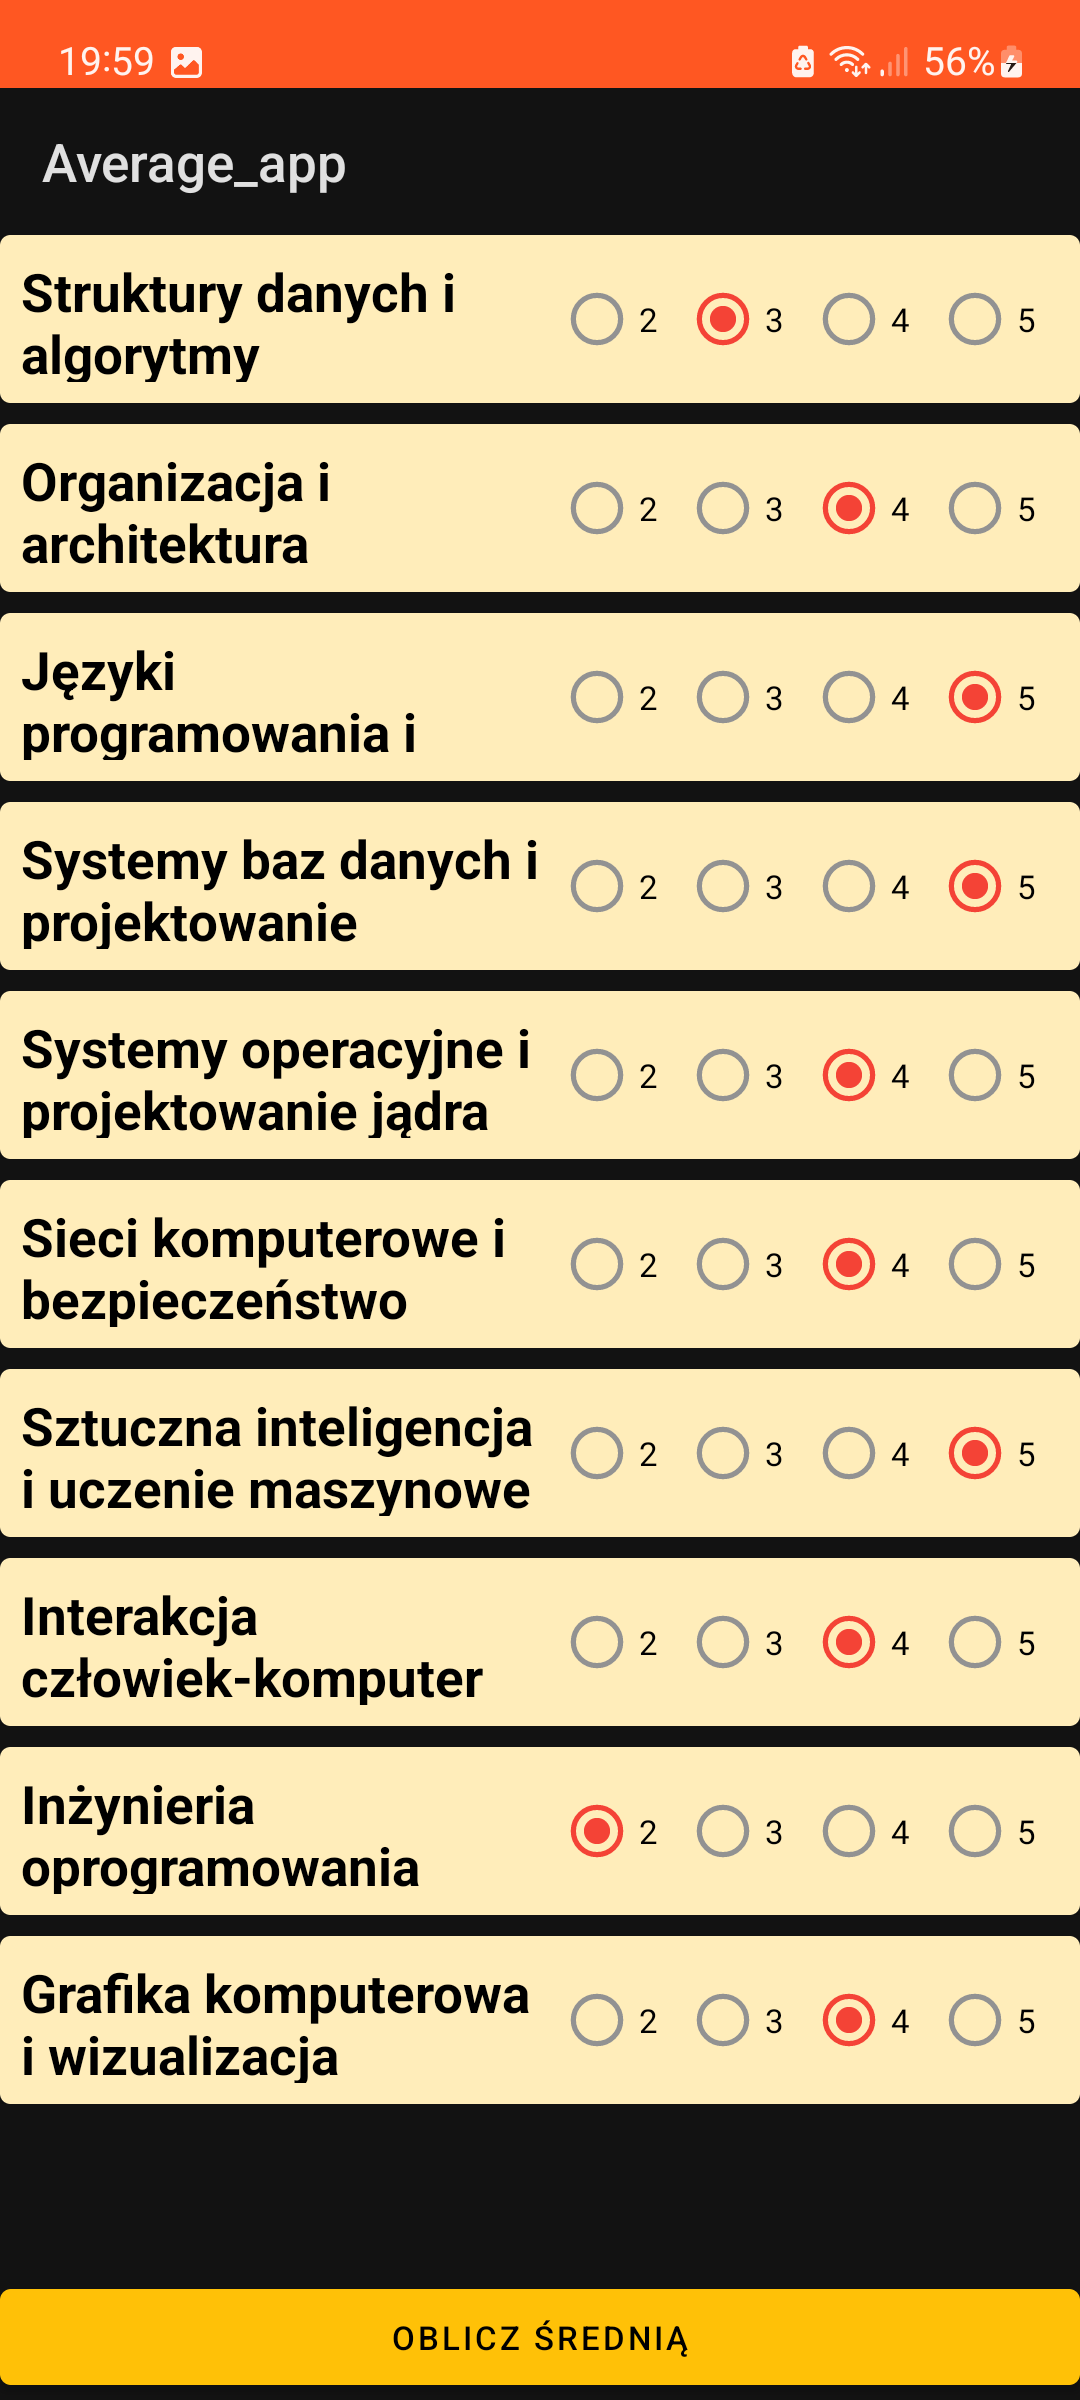 19:59 56%
Average_app
Struktury danych i
algorytmy
2 3 4 5
Organizacja i
architektura
2 3 4 5
Języki
programowania i
2 3 4 5
Systemy baz danych i
projektowanie
2 3 4 5
Systemy operacyjne i
projektowanie jądra
2 3 4 5
Sieci komputerowe i
bezpieczeństwo
2 3 4 5
Sztuczna inteligencja
i uczenie maszynowe
2 3 4 5
Interakcja
człowiek-komputer
2 3 4 5
Inżynieria
oprogramowania
2 3 4 5
Grafika komputerowa
i wizualizacja
2 3 4 5
OBLICZ ŚREDNIĄ